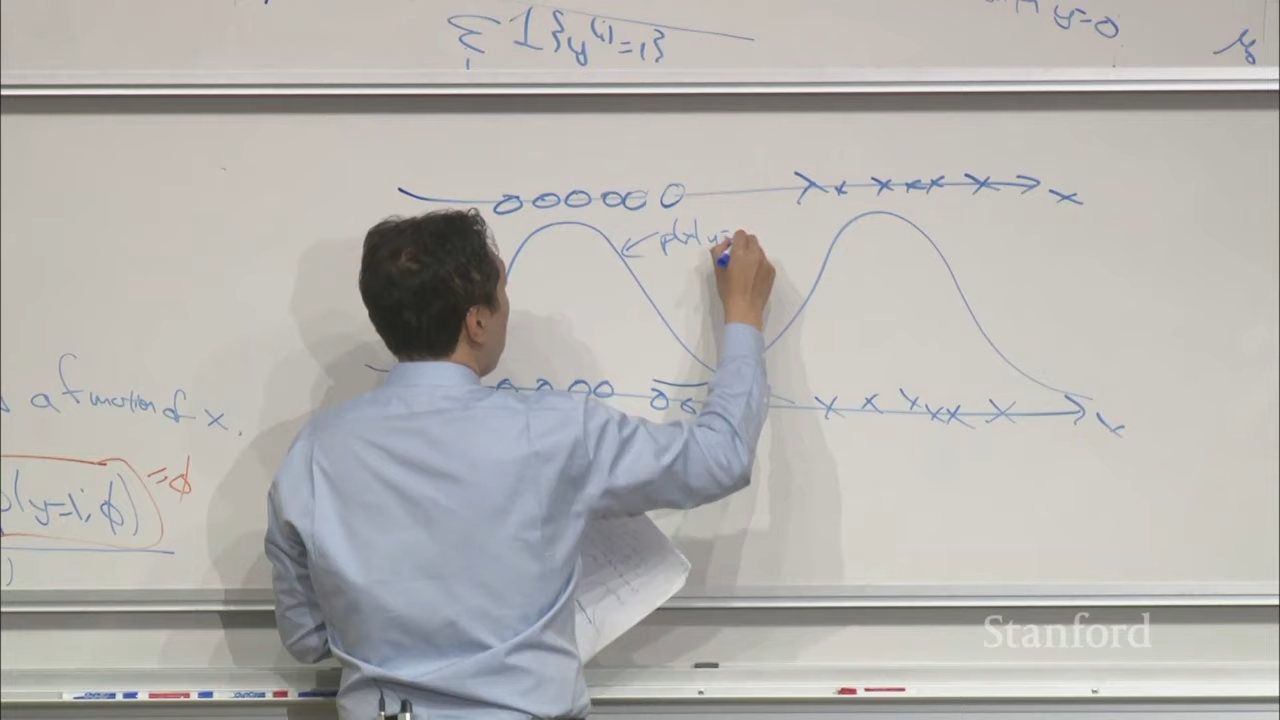 y=0
Σ 1{y⁽ⁱ⁾=1}
x
p(x|y=
a function of x.
x
p(y=1; φ)
=φ
)
Stanford